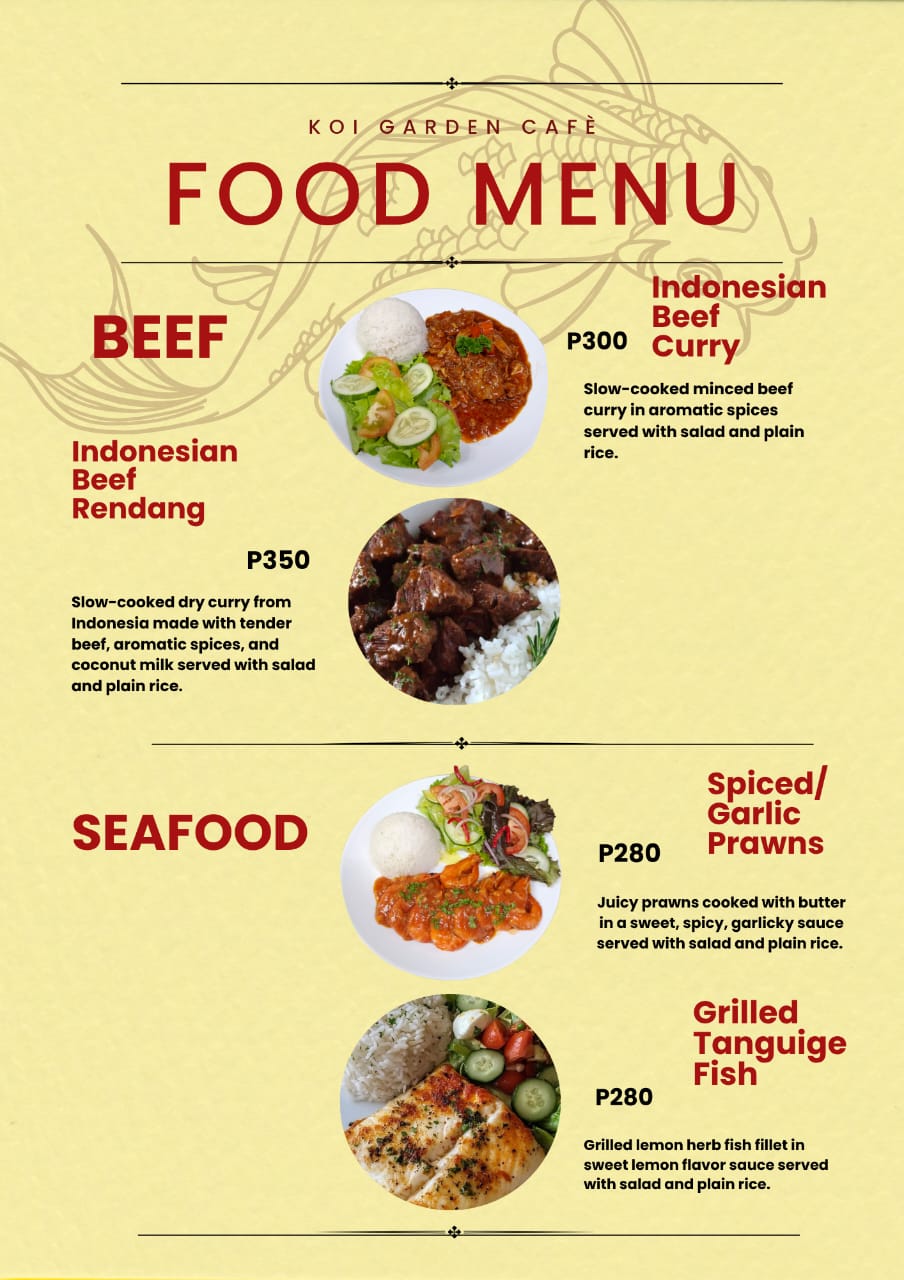 KOI GARDEN CAFÈ
FOOD MENU
BEEF
Indonesian
Beef
Curry
P300
Slow-cooked minced beef
curry in aromatic spices
served with salad and plain
rice.
Indonesian
Beef
Rendang
P350
Slow-cooked dry curry from
Indonesia made with tender
beef, aromatic spices, and
coconut milk served with salad
and plain rice.
SEAFOOD
Spiced/
Garlic
Prawns
P280
Juicy prawns cooked with butter
in a sweet, spicy, garlicky sauce
served with salad and plain rice.
Grilled
Tanguige
Fish
P280
Grilled lemon herb fish fillet in
sweet lemon flavor sauce served
with salad and plain rice.